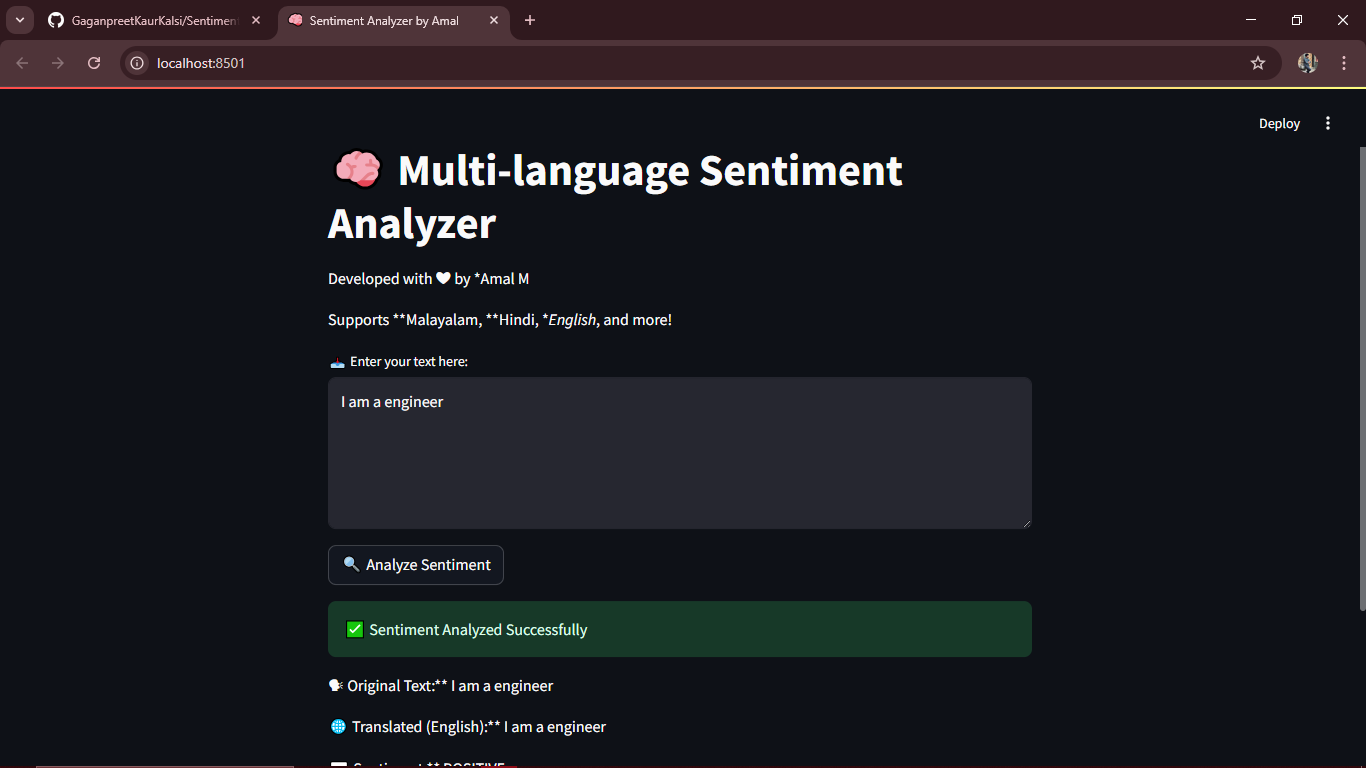 GaganpreetKaurKalsi/Sentiment
Sentiment Analyzer by Amal
localhost:8501
Deploy
🧠 Multi-language Sentiment
Analyzer
Developed with ❤ by *Amal M
Supports **Malayalam, **Hindi, *English, and more!
Enter your text here:
I am a engineer
🔍 Analyze Sentiment
✅ Sentiment Analyzed Successfully
🗣 Original Text:** I am a engineer
🌐 Translated (English):** I am a engineer